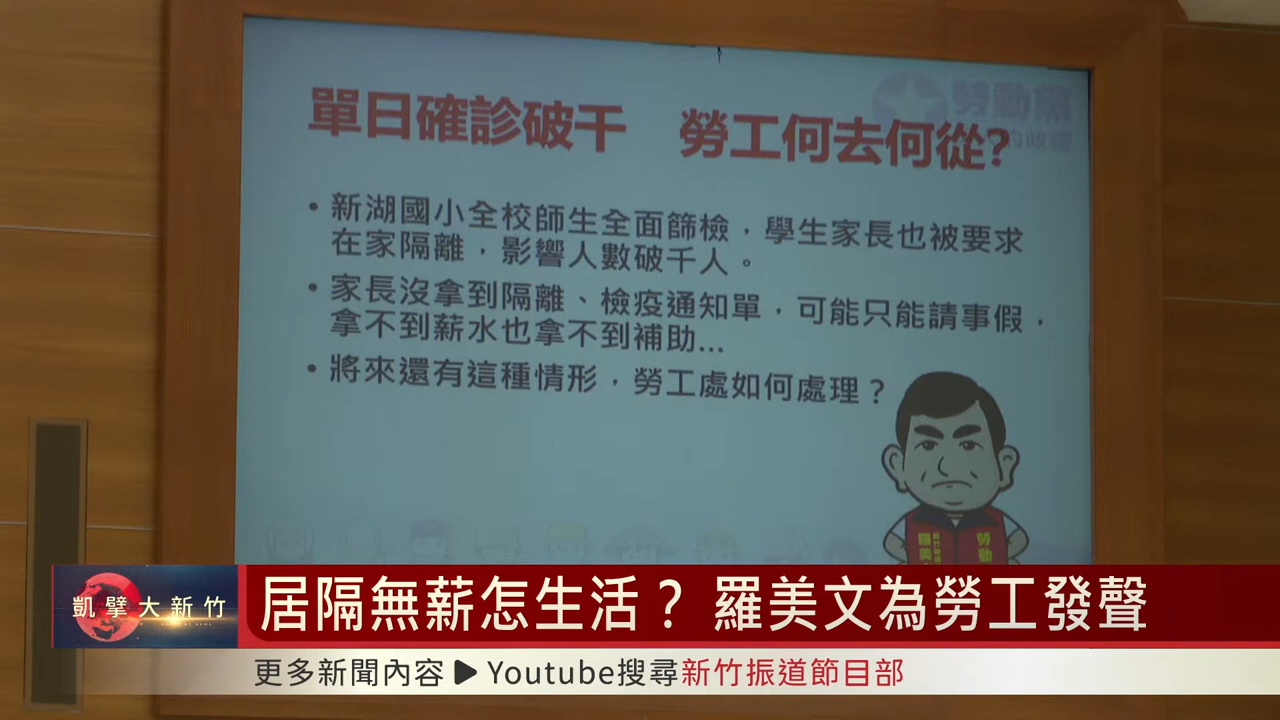 勞動黨
單日確診破千 勞工何去何從?
• 新湖國小全校師生全面篩檢，學生家長也被要求
在家隔離，影響人數破千人。
• 家長沒拿到隔離、檢疫通知單，可能只能請事假，
拿不到薪水也拿不到補助...
• 將來還有這種情形，勞工處如何處理？
勞動
羅美
凱擘大新竹
居隔無薪怎生活？ 羅美文為勞工發聲
更多新聞內容▶Youtube搜尋新竹振道節目部